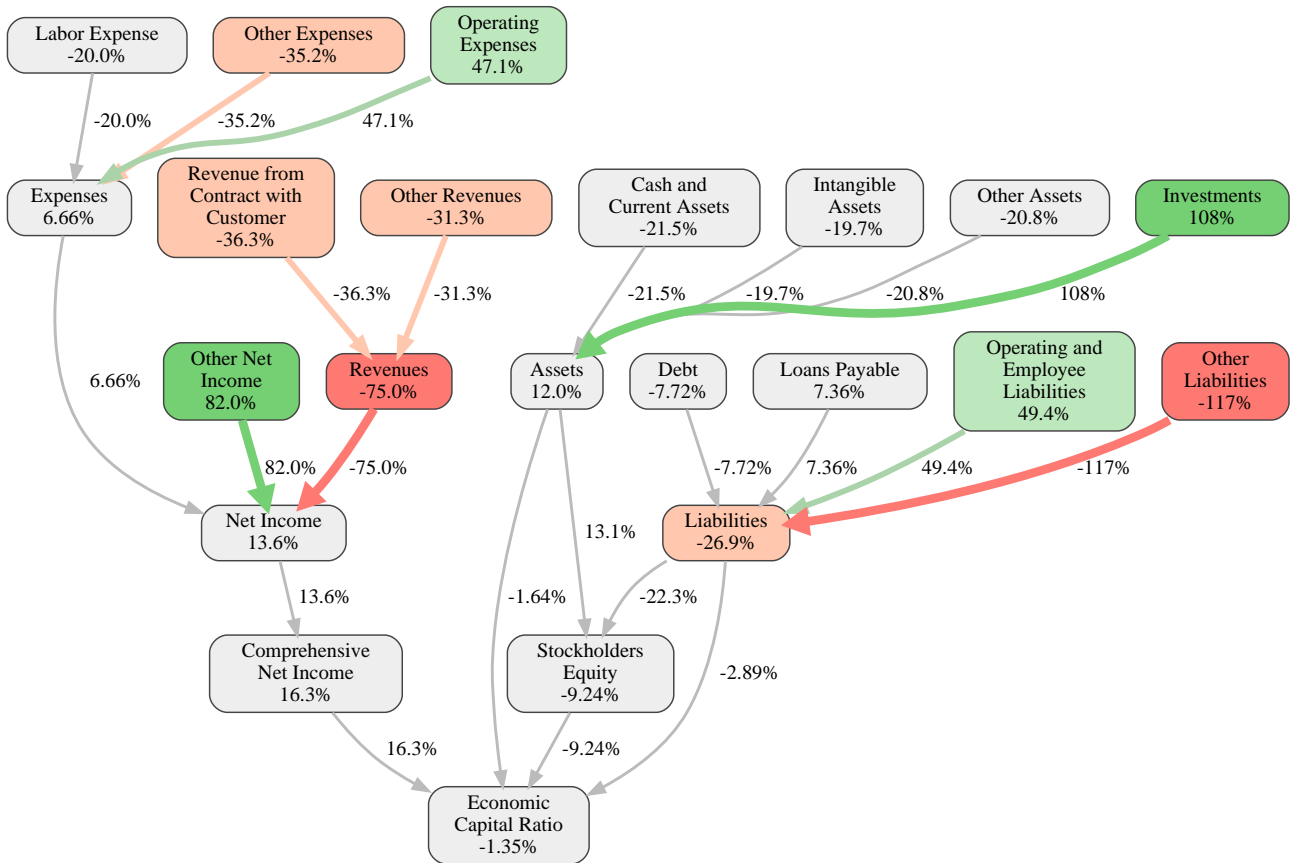 Labor Expense
-20.0%
Other Expenses
-35.2%
Operating
Expenses
47.1%
-20.0%
-35.2%
47.1%
Expenses
6.66%
Revenue from
Contract with
Customer
-36.3%
Other Revenues
-31.3%
Cash and
Current Assets
-21.5%
Intangible
Assets
-19.7%
Other Assets
-20.8%
Investments
108%
-36.3%
-31.3%
-21.5%
-19.7%
-20.8%
108%
6.66%
Other Net
Income
82.0%
Revenues
-75.0%
Assets
12.0%
Debt
-7.72%
Loans Payable
7.36%
Operating and
Employee
Liabilities
49.4%
Other
Liabilities
-117%
82.0%
-75.0%
-7.72%
7.36%
49.4%
-117%
Net Income
13.6%
13.1%
Liabilities
-26.9%
13.6%
-1.64%
-22.3%
Comprehensive
Net Income
16.3%
Stockholders
Equity
-9.24%
-2.89%
16.3%
-9.24%
Economic
Capital Ratio
-1.35%